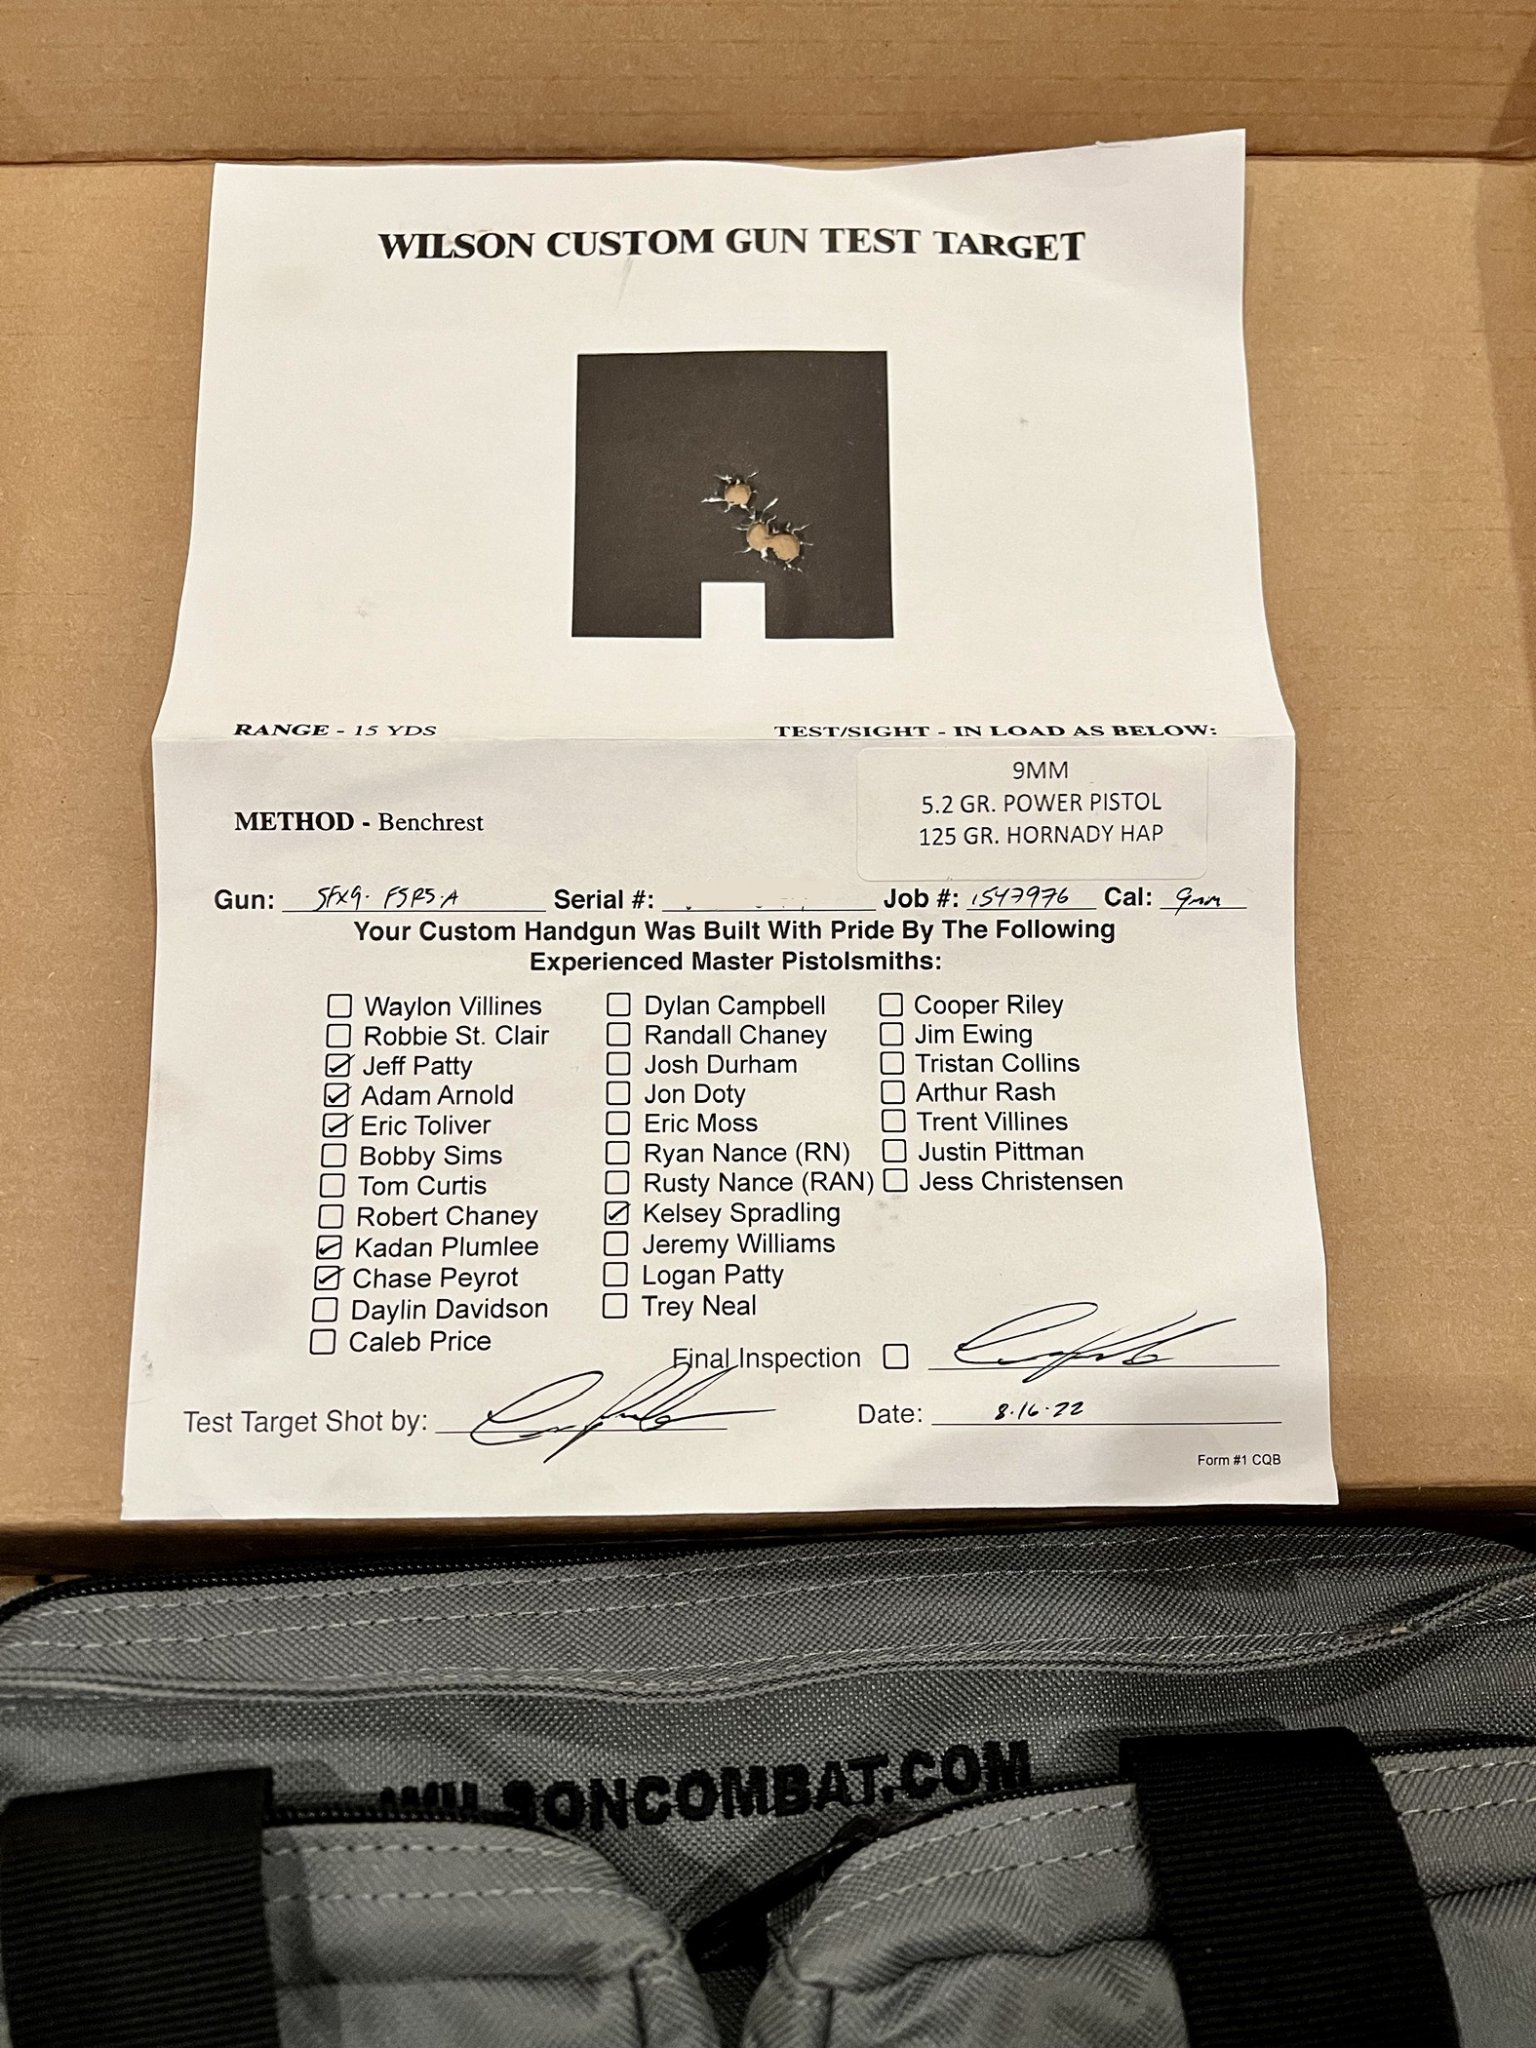 WILSON CUSTOM GUN TEST TARGET
RANGE - 15 YDS
TEST/SIGHT - IN LOAD AS BELOW:
9MM
5.2 GR. POWER PISTOL
125 GR. HORNADY HAP
METHOD - Benchrest
Gun: SFX9- F5R5-A Serial #: Job #: 1547976 Cal: 9mm
Your Custom Handgun Was Built With Pride By The Following
Experienced Master Pistolsmiths:
Waylon Villines
Robbie St. Clair
Jeff Patty
Adam Arnold
Eric Toliver
Bobby Sims
Tom Curtis
Robert Chaney
Kadan Plumlee
Chase Peyrot
Daylin Davidson
Caleb Price
Dylan Campbell
Randall Chaney
Josh Durham
Jon Doty
Eric Moss
Ryan Nance (RN)
Rusty Nance (RAN)
Kelsey Spradling
Jeremy Williams
Logan Patty
Trey Neal
Cooper Riley
Jim Ewing
Tristan Collins
Arthur Rash
Trent Villines
Justin Pittman
Jess Christensen
Final Inspection
Test Target Shot by:
Date: 8-16-22
Form #1 CQB
WILSONCOMBAT.COM